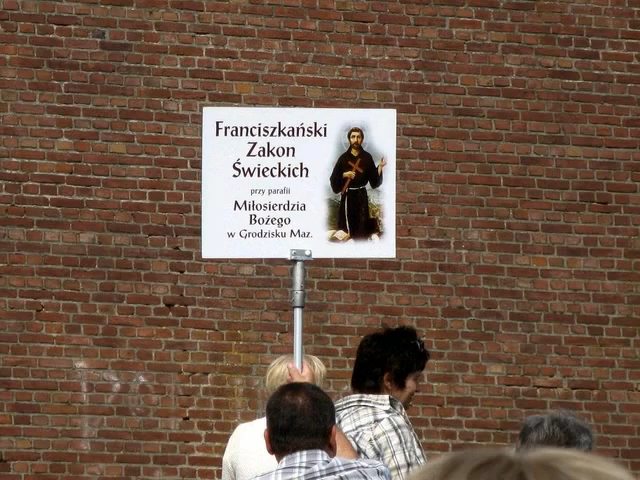 Franciszkański
Zakon
Świeckich
przy parafii
Miłosierdzia
Bożego
w Grodzisku Maz.